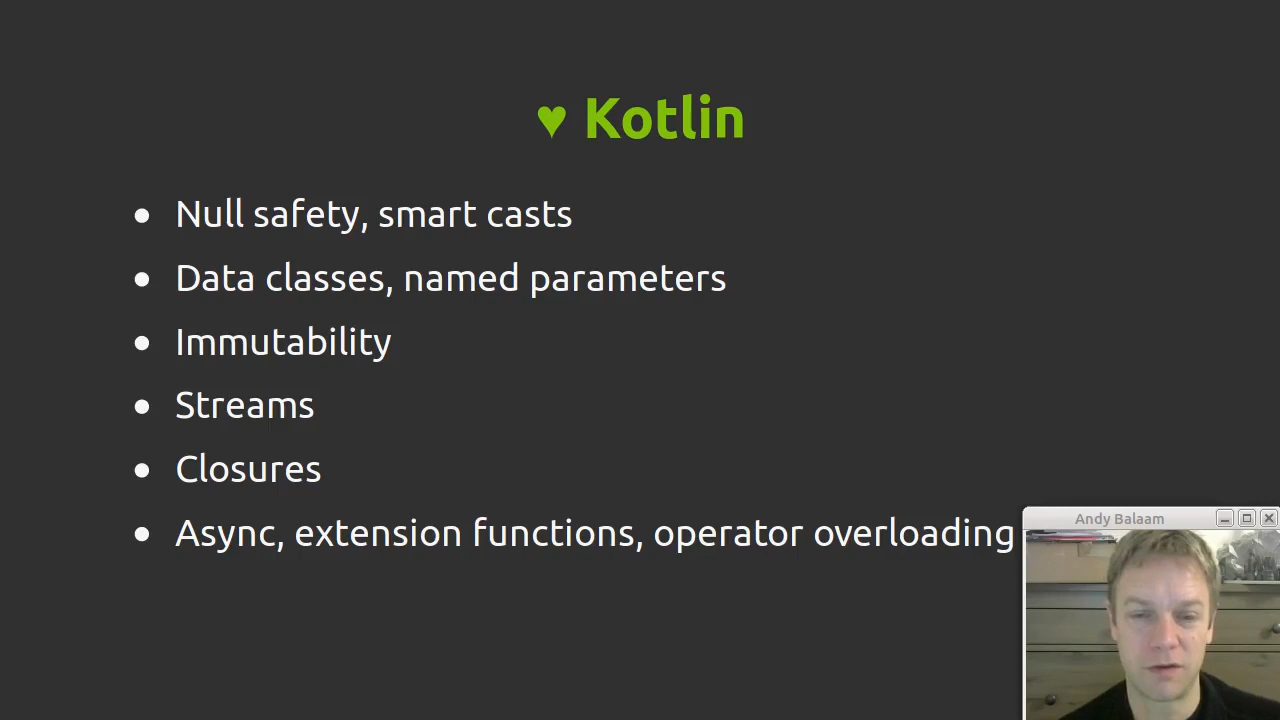 ♥ Kotlin
● Null safety, smart casts
● Data classes, named parameters
● Immutability
● Streams
● Closures
● Async, extension functions, operator overloading
Andy Balaam